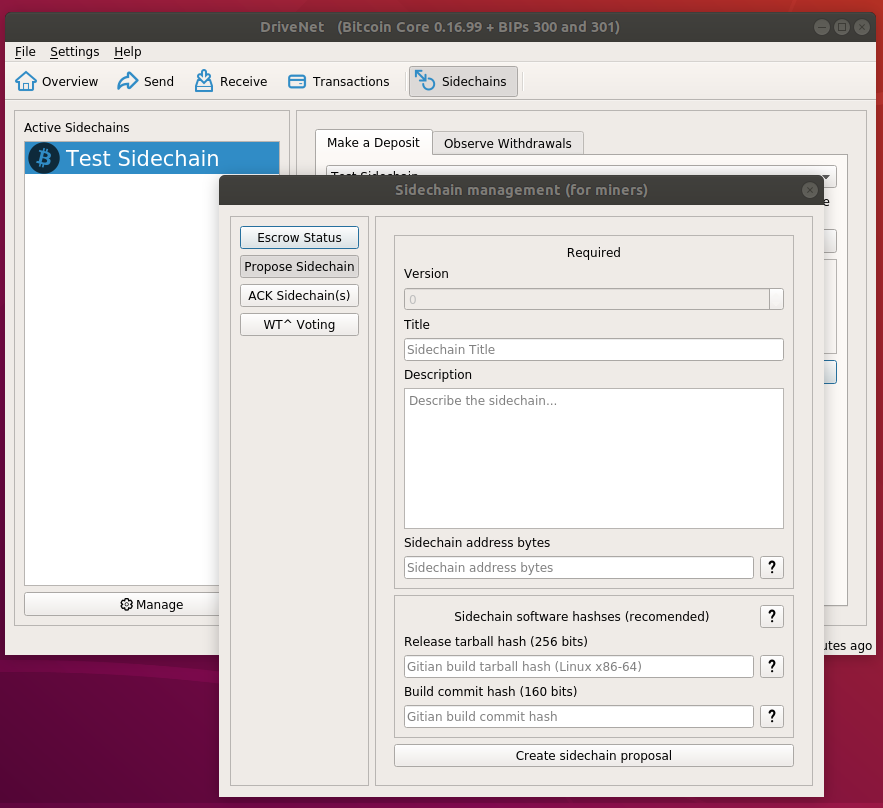 DriveNet (Bitcoin Core 0.16.99 + BIPs 300 and 301)
File Settings Help
Overview Send Receive Transactions Sidechains
Active Sidechains
Test Sidechain
Manage
Make a Deposit Observe Withdrawals
Test Sidechain
Sidechain management (for miners)
Escrow Status
Propose Sidechain
ACK Sidechain(s)
WT^ Voting
Required
Version
0
Title
Sidechain Title
Description
Describe the sidechain...
Sidechain address bytes
Sidechain address bytes ?
Sidechain software hashses (recomended) ?
Release tarball hash (256 bits)
Gitian build tarball hash (Linux x86-64) ?
Build commit hash (160 bits)
Gitian build commit hash ?
Create sidechain proposal
ago